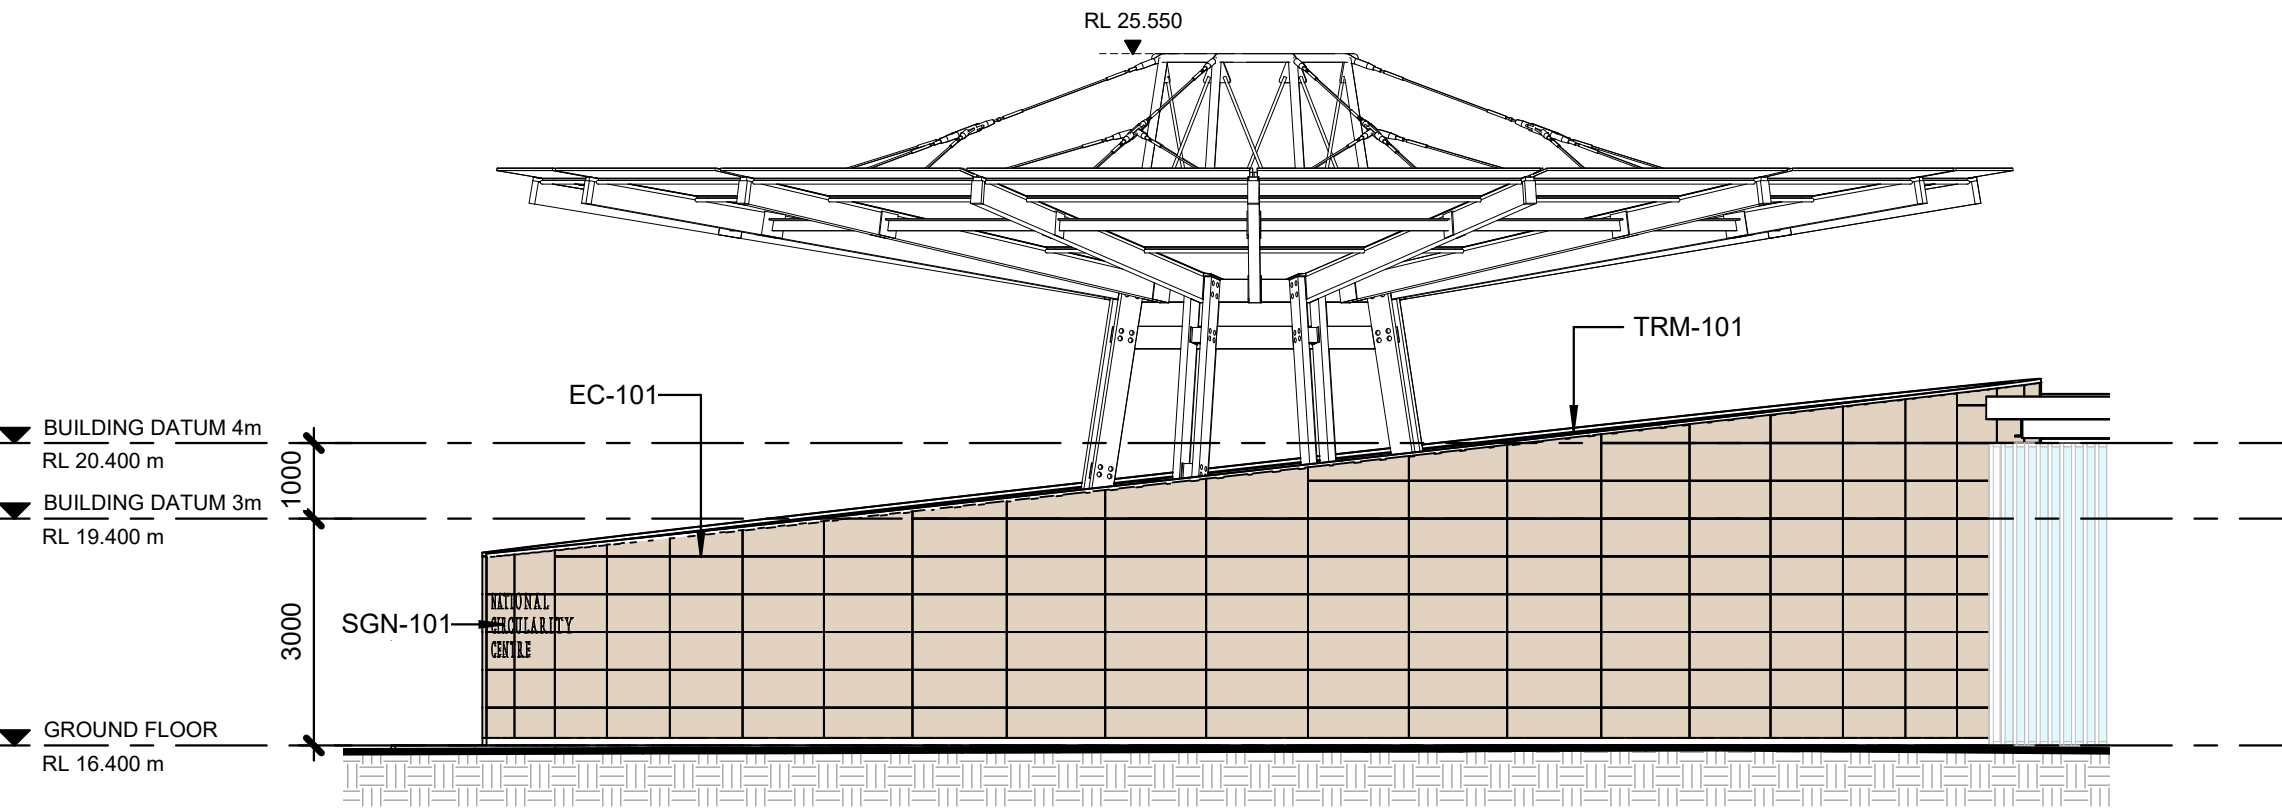 RL 25.550
TRM-101
EC-101
BUILDING DATUM 4m
RL 20.400 m
1000
BUILDING DATUM 3m
RL 19.400 m
3000
SGN-101
NATIONAL
CIRCULARITY
CENTRE
GROUND FLOOR
RL 16.400 m